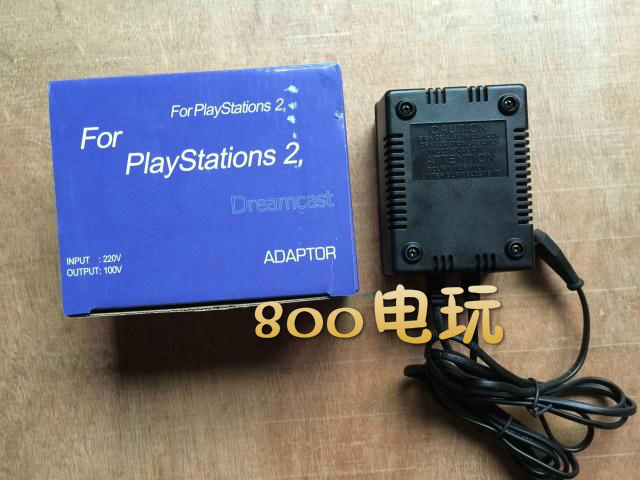 For PlayStations 2,
For
PlayStations 2,
Dreamcast
INPUT : 220V
OUTPUT: 100V
ADAPTOR
CAUTION
ATTENTION
800电玩